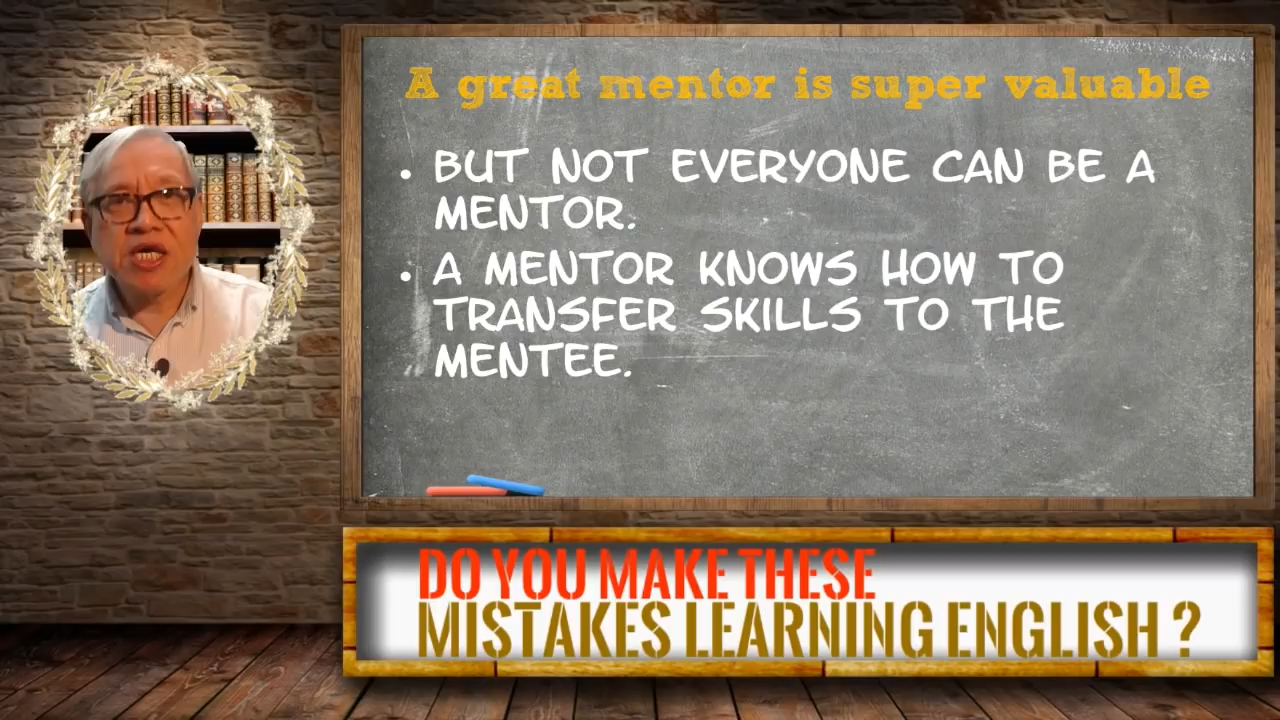 A great mentor is super valuable
• BUT NOT EVERYONE CAN BE A
MENTOR.
• A MENTOR KNOWS HOW TO
TRANSFER SKILLS TO THE
MENTEE.
DO YOU MAKE THESE
MISTAKES LEARNING ENGLISH ?